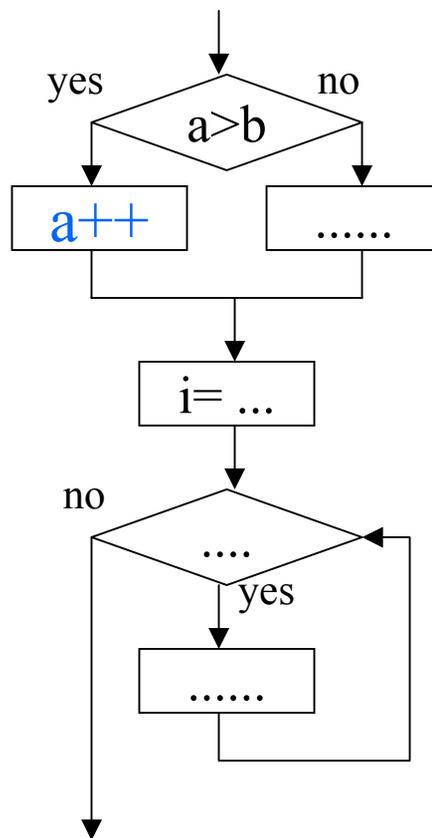 yes
no
a>b
a++
......
i= ...
no
....
yes
......